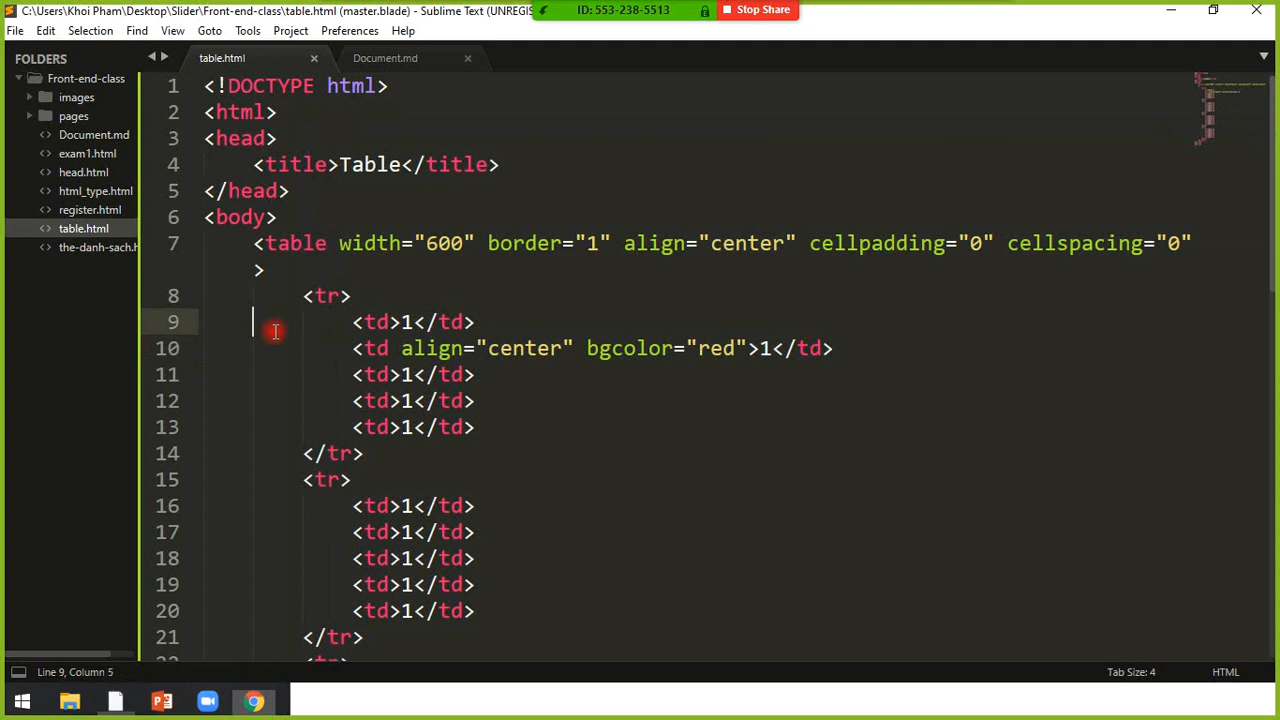 C:\Users\Khoi Pham\Desktop\Slider\Front-end-class\table.html (master.blade) - Sublime Text (UNREGIS
ID: 553-238-5513
Stop Share
File Edit Selection Find View Goto Tools Project Preferences Help
FOLDERS
Front-end-class
images
pages
Document.md
exam1.html
head.html
html_type.html
register.html
table.html
the-danh-sach.h
table.html
Document.md
1 <!DOCTYPE html>
2 <html>
3 <head>
4 <title>Table</title>
5 </head>
6 <body>
7 <table width="600" border="1" align="center" cellpadding="0" cellspacing="0"
>
8 <tr>
9 <td>1</td>
10 <td align="center" bgcolor="red">1</td>
11 <td>1</td>
12 <td>1</td>
13 <td>1</td>
14 </tr>
15 <tr>
16 <td>1</td>
17 <td>1</td>
18 <td>1</td>
19 <td>1</td>
20 <td>1</td>
21 </tr>
Line 9, Column 5
Tab Size: 4
HTML